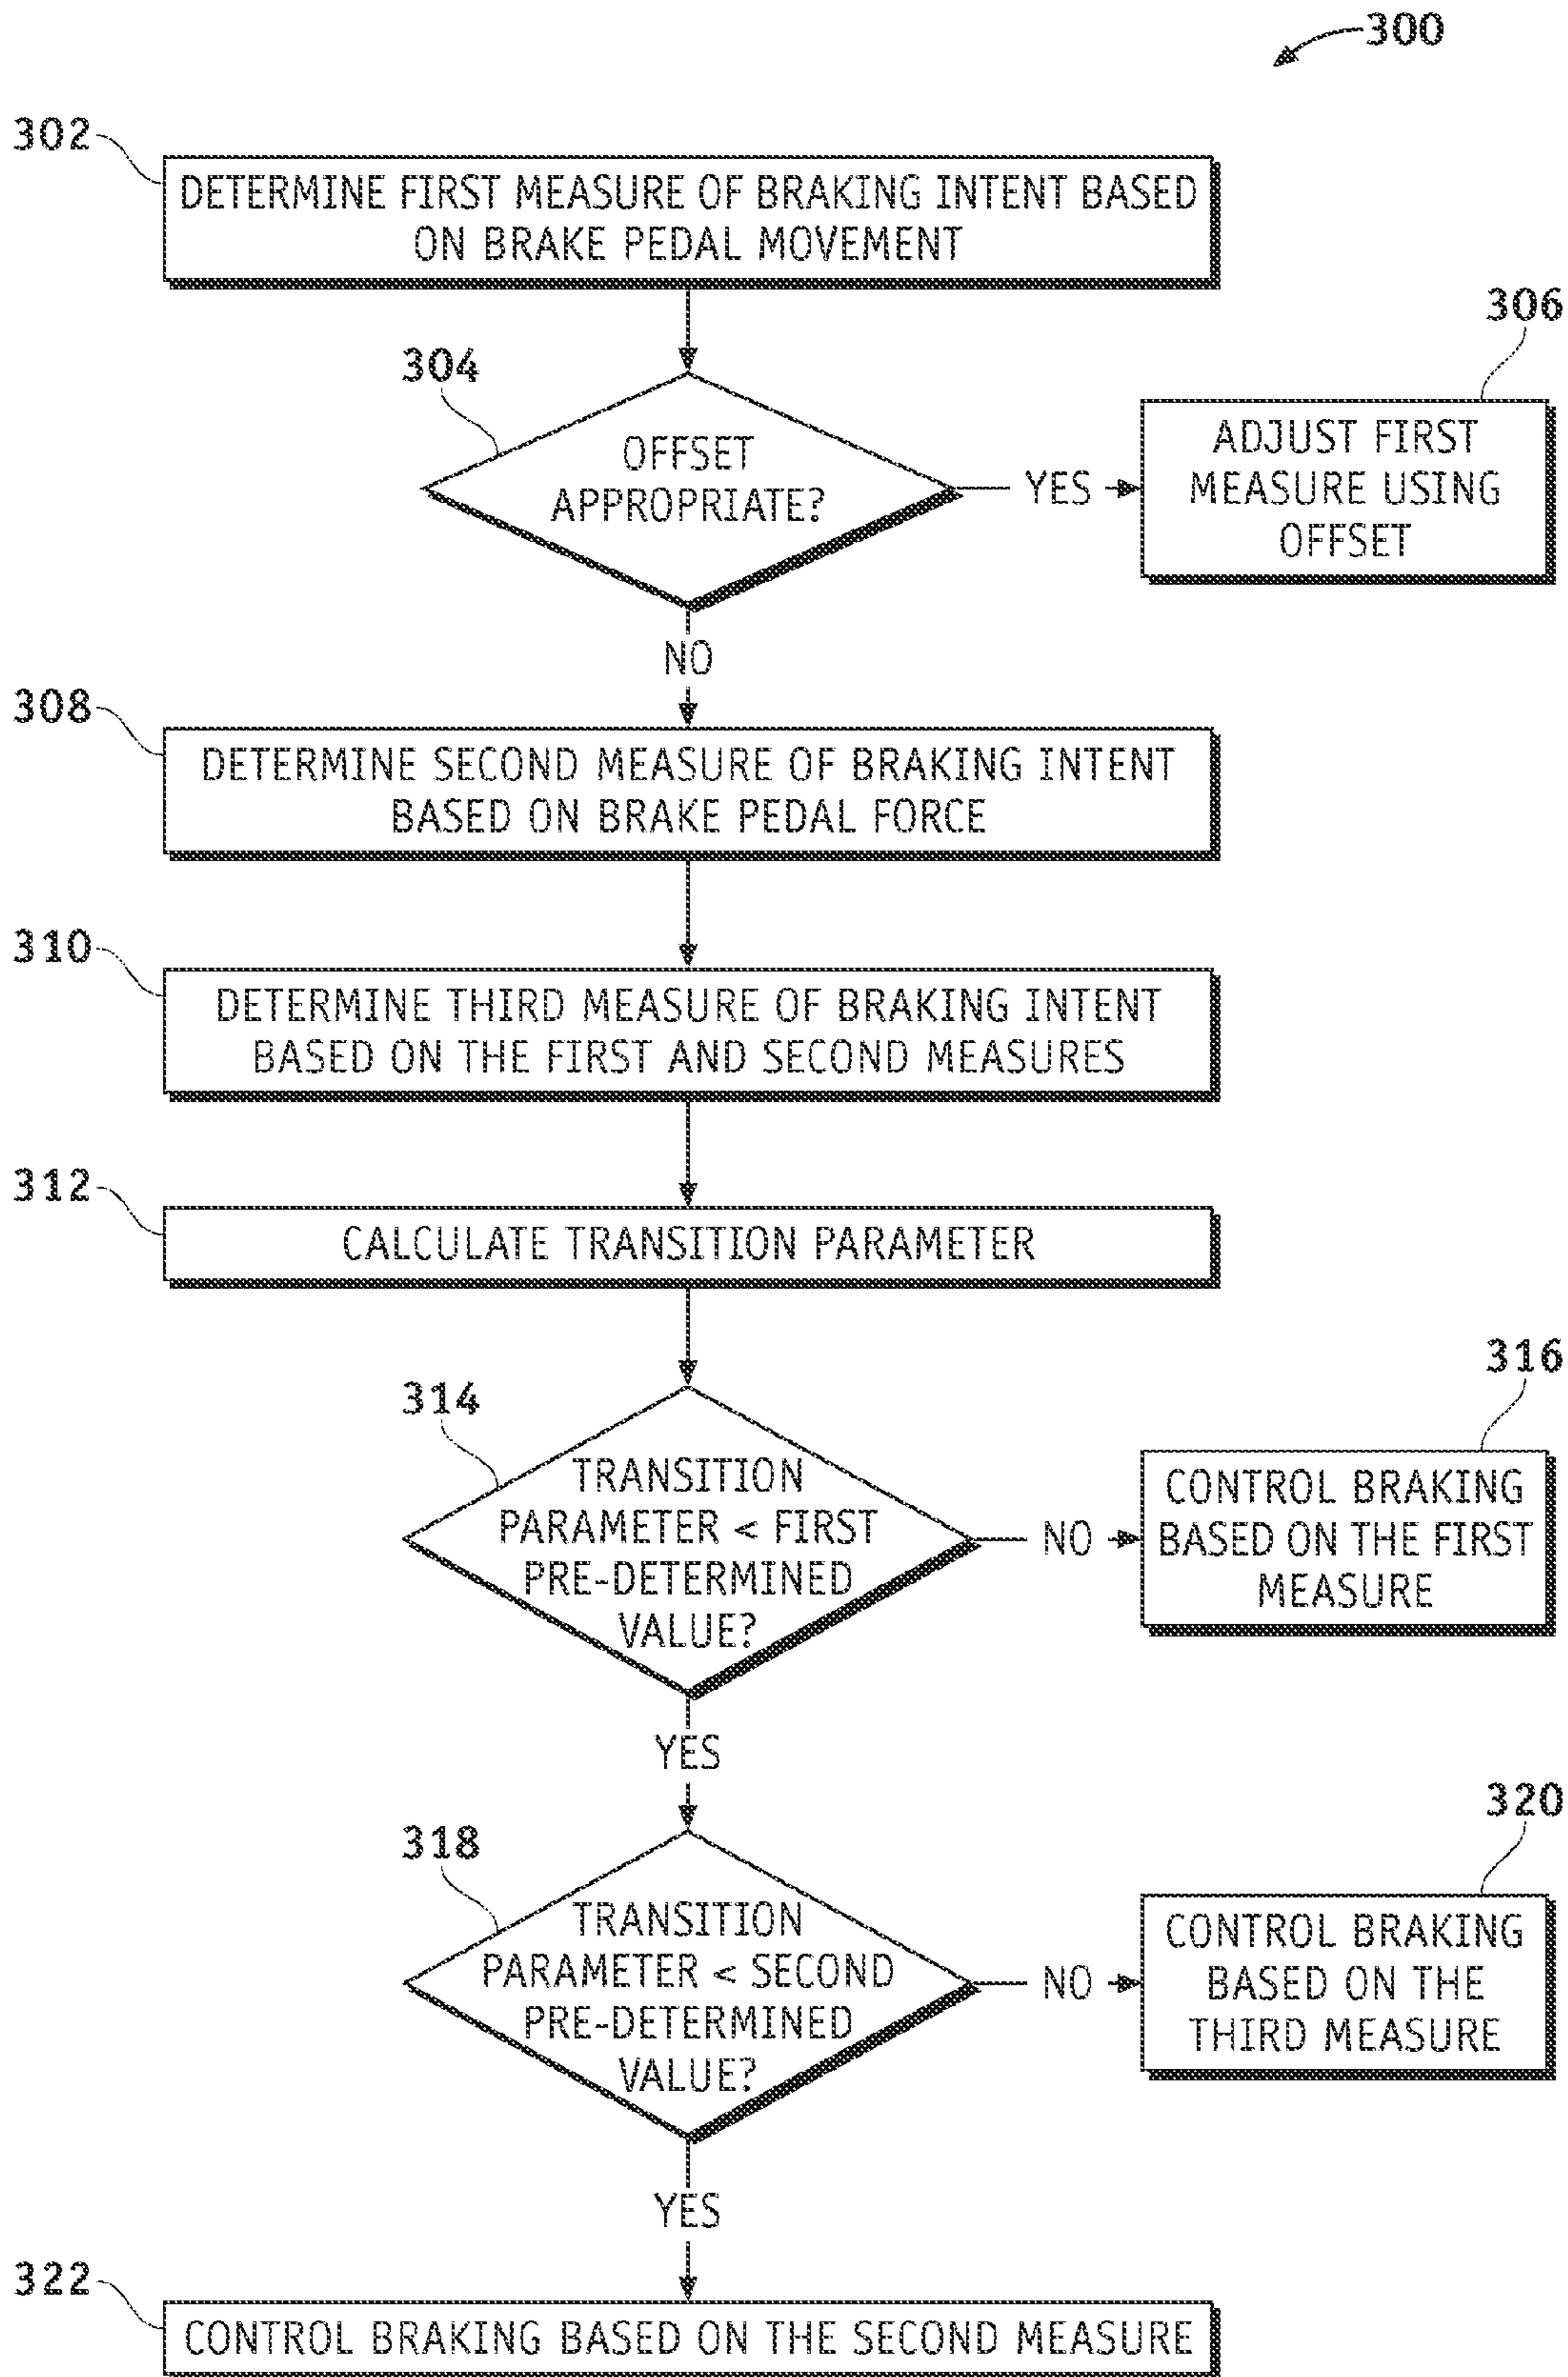 300
302
DETERMINE FIRST MEASURE OF BRAKING INTENT BASED
ON BRAKE PEDAL MOVEMENT
304
OFFSET
APPROPRIATE?
YES
306
ADJUST FIRST
MEASURE USING
OFFSET
NO
308
DETERMINE SECOND MEASURE OF BRAKING INTENT
BASED ON BRAKE PEDAL FORCE
310
DETERMINE THIRD MEASURE OF BRAKING INTENT
BASED ON THE FIRST AND SECOND MEASURES
312
CALCULATE TRANSITION PARAMETER
314
TRANSITION
PARAMETER < FIRST
PRE-DETERMINED
VALUE?
NO
316
CONTROL BRAKING
BASED ON THE FIRST
MEASURE
YES
318
TRANSITION
PARAMETER < SECOND
PRE-DETERMINED
VALUE?
NO
320
CONTROL BRAKING
BASED ON THE
THIRD MEASURE
YES
322
CONTROL BRAKING BASED ON THE SECOND MEASURE